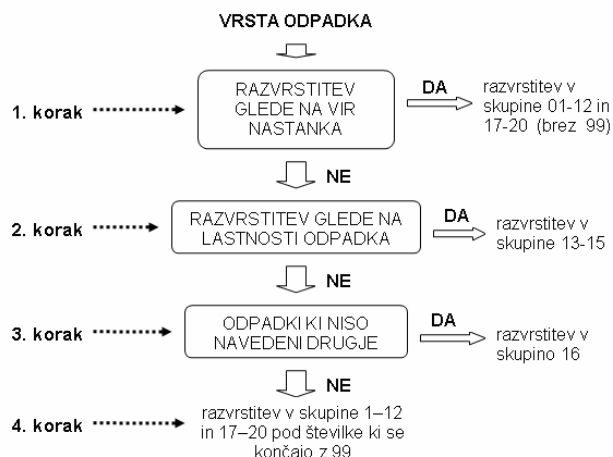 VRSTA ODPADKA
1. korak
RAZVRSTITEV
GLEDE NA VIR
NASTANKA
DA
razvrstitev v
skupine 01-12 in
17-20 (brez 99)
NE
2. korak
RAZVRSTITEV GLEDE NA
LASTNOSTI ODPADKA
DA
razvrstitev v
skupine 13-15
NE
3. korak
ODPADKI KI NISO
NAVEDENI DRUGJE
DA
razvrstitev v
skupino 16
NE
4. korak
razvrstitev v skupine 1–12
in 17–20 pod številke ki se
končajo z 99